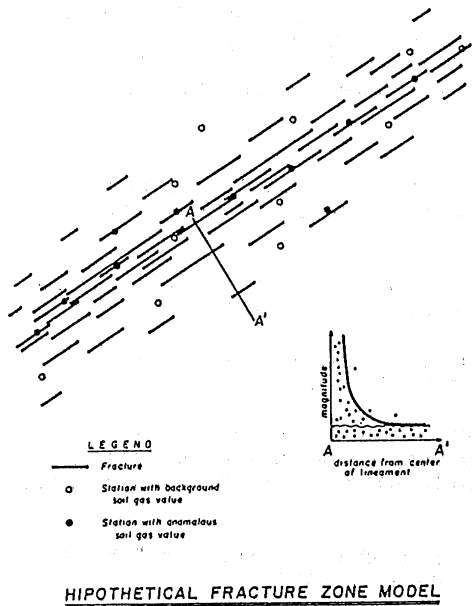 A
A'
magnitude
A
A'
distance from center
of lineament
LEGEND
Fracture
Station with background
soil gas value
Station with anomalous
soil gas value
HIPOTHETICAL FRACTURE ZONE MODEL